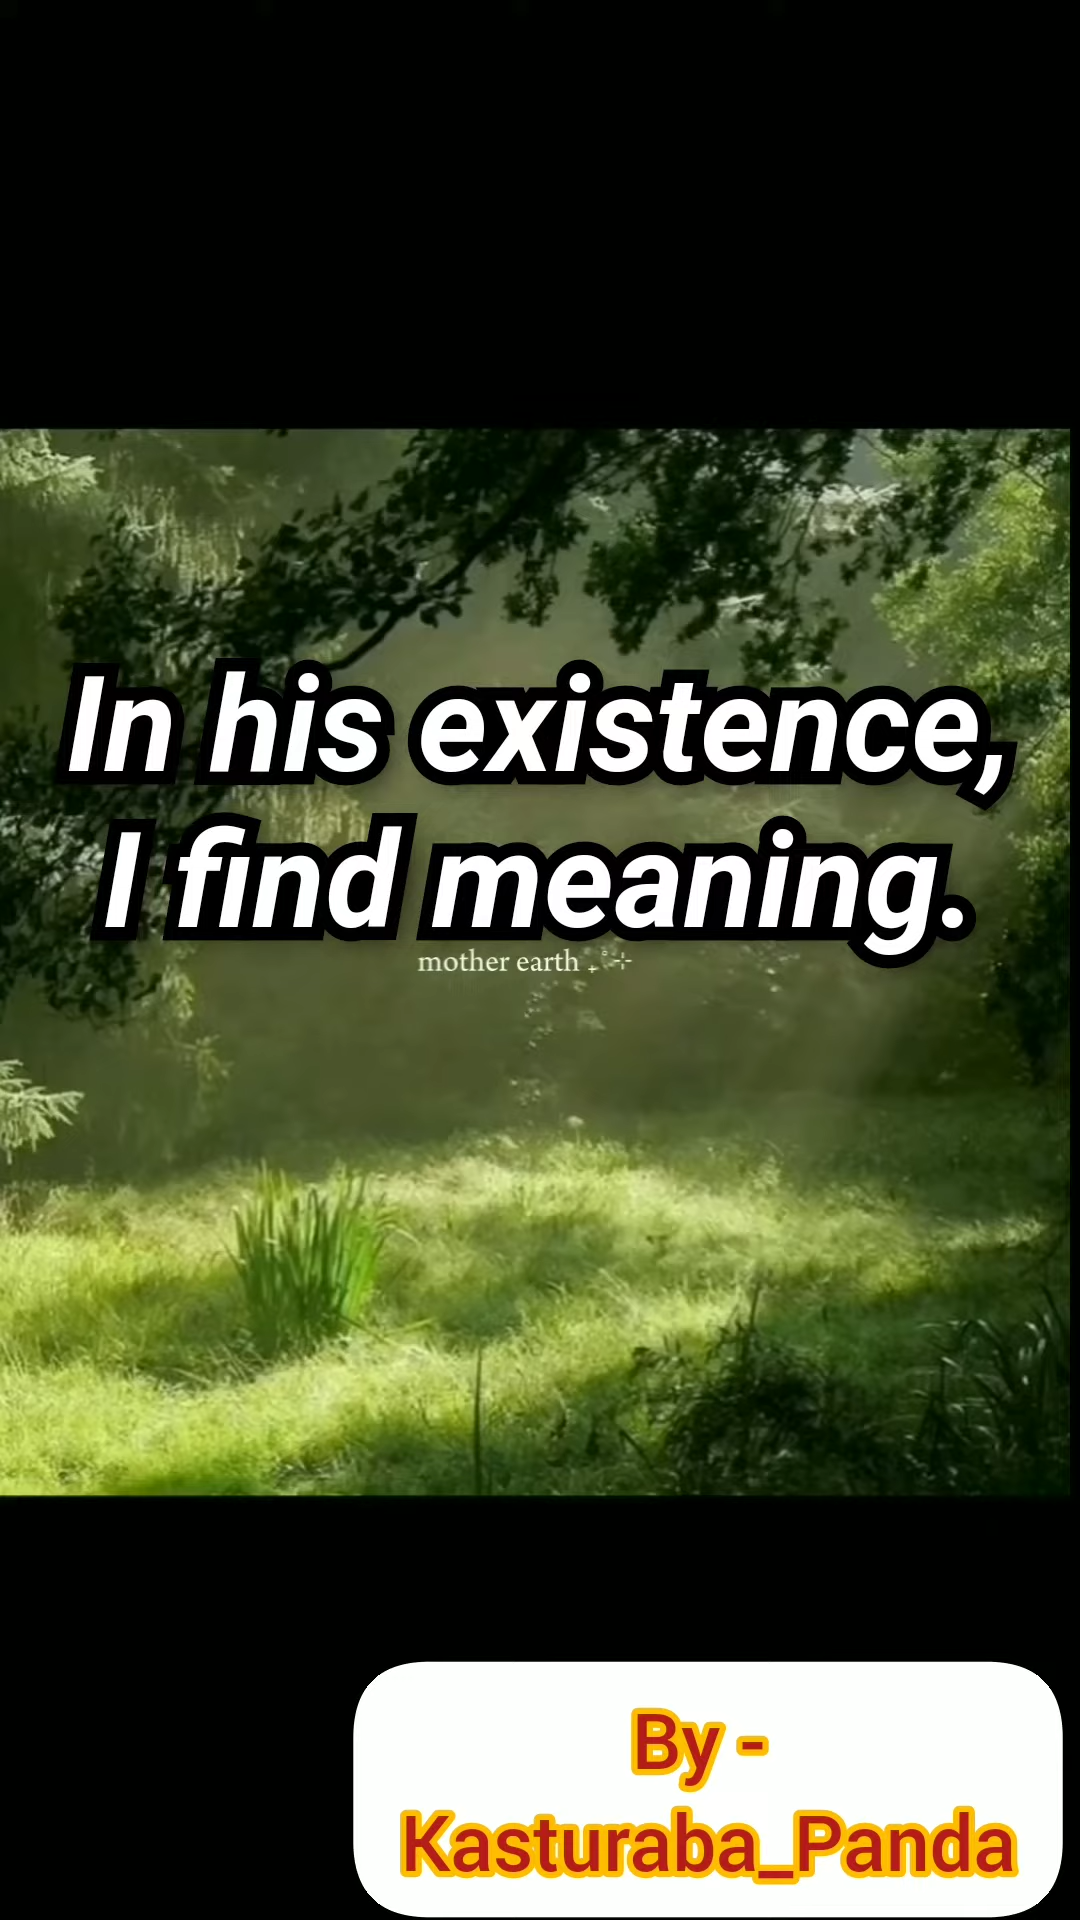 In his existence,
I find meaning.
mother earth ₊˚⊹
By -
Kasturaba_Panda